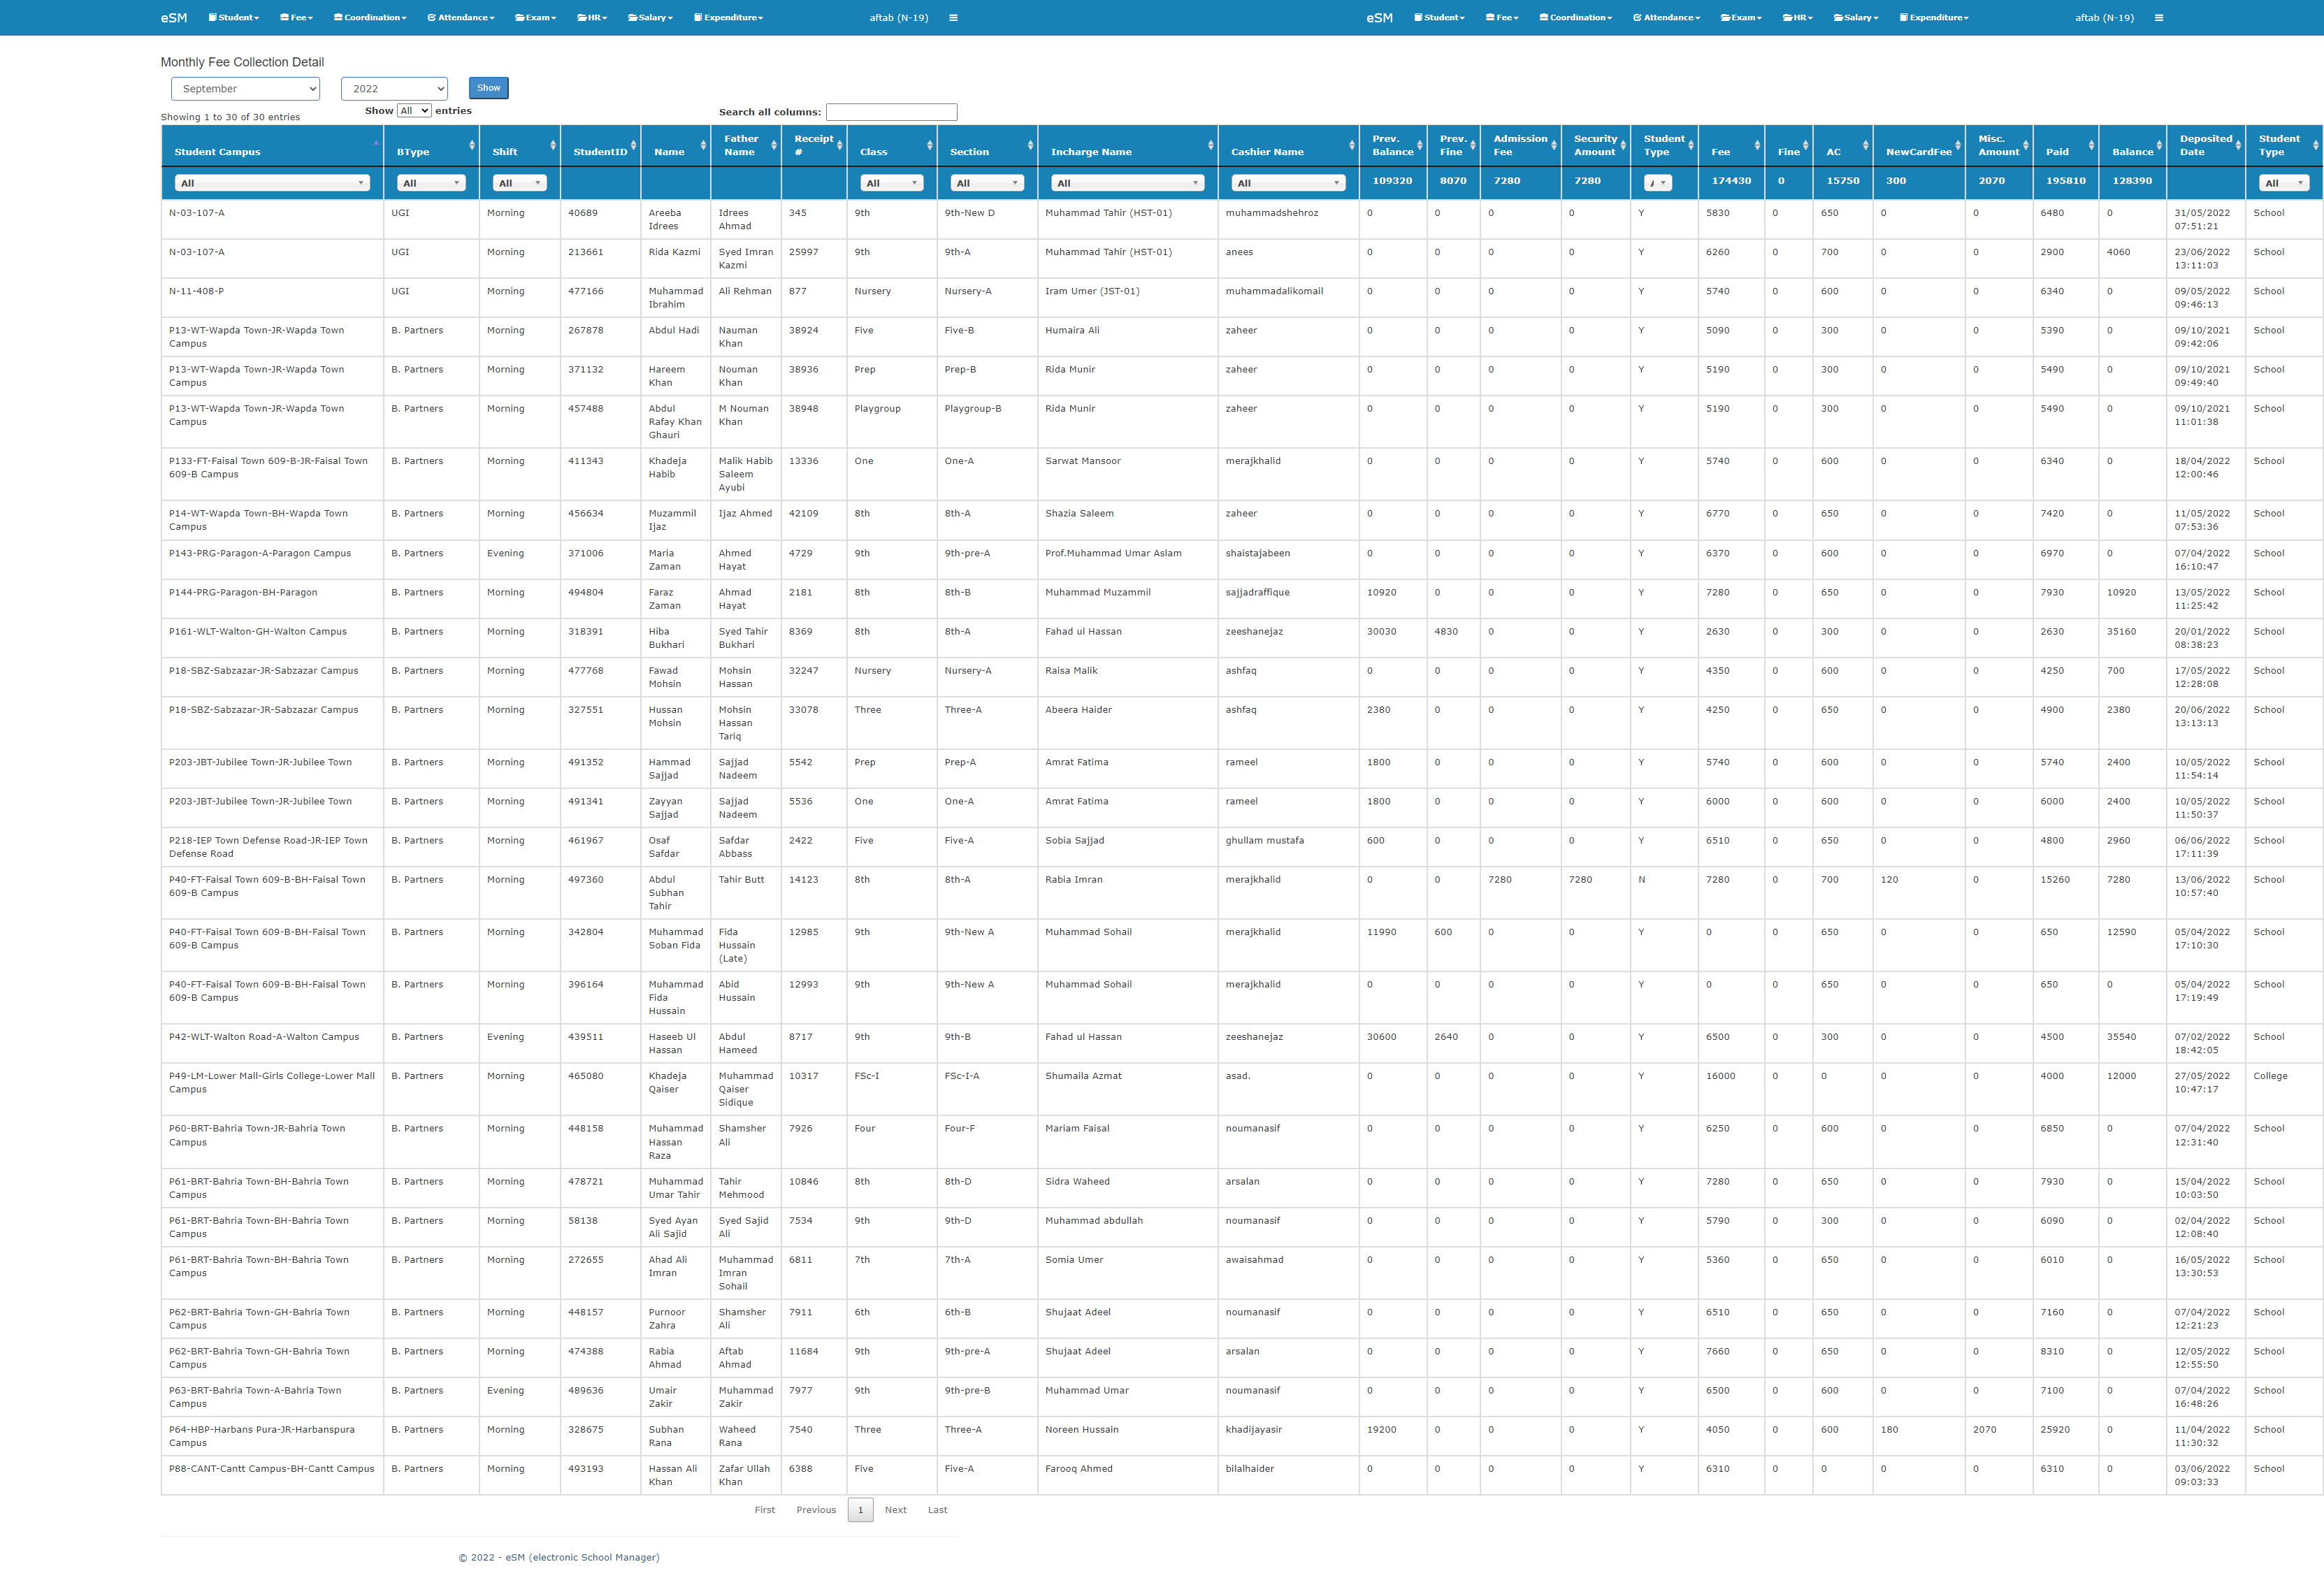 eSM Student Fee Coordination Attendance Exam HR Salary Expenditure aftab (N-19) eSM Student Fee Coordination Attendance Exam HR Salary Expenditure aftab (N-19)
Monthly Fee Collection Detail
September 2022 Show
Showing 1 to 30 of 30 entries Show All entries Search all columns:
Student Campus BType Shift StudentID Name Father Name Receipt # Class Section Incharge Name Cashier Name Prev. Balance Prev. Fine Admission Fee Security Amount Student Type Fee Fine AC NewCardFee Misc. Amount Paid Balance Deposited Date Student Type
All All All All All All All 109320 8070 7280 7280 174430 0 15750 300 2070 195810 128390 All
N-03-107-A UGI Morning 40689 Areeba Idrees Idrees Ahmad 345 9th 9th-New D Muhammad Tahir (HST-01) muhammadshehroz 0 0 0 0 Y 5830 0 650 0 0 6480 0 31/05/2022 07:51:21 School
N-03-107-A UGI Morning 213661 Rida Kazmi Syed Imran Kazmi 25997 9th 9th-A Muhammad Tahir (HST-01) anees 0 0 0 0 Y 6260 0 700 0 0 2900 4060 23/06/2022 13:11:03 School
N-11-408-P UGI Morning 477166 Muhammad Ibrahim Ali Rehman 877 Nursery Nursery-A Iram Umer (JST-01) muhammadalikomail 0 0 0 0 Y 5740 0 600 0 0 6340 0 09/05/2022 09:46:13 School
P13-WT-Wapda Town-JR-Wapda Town Campus B. Partners Morning 267878 Abdul Hadi Nauman Khan 38924 Five Five-B Humaira Ali zaheer 0 0 0 0 Y 5090 0 300 0 0 5390 0 09/10/2021 09:42:06 School
P13-WT-Wapda Town-JR-Wapda Town Campus B. Partners Morning 371132 Hareem Khan Nouman Khan 38936 Prep Prep-B Rida Munir zaheer 0 0 0 0 Y 5190 0 300 0 0 5490 0 09/10/2021 09:49:40 School
P13-WT-Wapda Town-JR-Wapda Town Campus B. Partners Morning 457488 Abdul Rafay Khan Ghauri M Nouman Khan 38948 Playgroup Playgroup-B Rida Munir zaheer 0 0 0 0 Y 5190 0 300 0 0 5490 0 09/10/2021 11:01:38 School
P133-FT-Faisal Town 609-B-JR-Faisal Town 609-B Campus B. Partners Morning 411343 Khadeja Habib Malik Habib Saleem Ayubi 13336 One One-A Sarwat Mansoor merajkhalid 0 0 0 0 Y 5740 0 600 0 0 6340 0 18/04/2022 12:00:46 School
P14-WT-Wapda Town-BH-Wapda Town Campus B. Partners Morning 456634 Muzammil Ijaz Ijaz Ahmed 42109 8th 8th-A Shazia Saleem zaheer 0 0 0 0 Y 6770 0 650 0 0 7420 0 11/05/2022 07:53:36 School
P143-PRG-Paragon-A-Paragon Campus B. Partners Evening 371006 Maria Zaman Ahmed Hayat 4729 9th 9th-pre-A Prof.Muhammad Umar Aslam shaistajabeen 0 0 0 0 Y 6370 0 600 0 0 6970 0 07/04/2022 16:10:47 School
P144-PRG-Paragon-BH-Paragon B. Partners Morning 494804 Faraz Zaman Ahmad Hayat 2181 8th 8th-B Muhammad Muzammil sajjadraffique 10920 0 0 0 Y 7280 0 650 0 0 7930 10920 13/05/2022 11:25:42 School
P161-WLT-Walton-GH-Walton Campus B. Partners Morning 318391 Hiba Bukhari Syed Tahir Bukhari 8369 8th 8th-A Fahad ul Hassan zeeshanejaz 30030 4830 0 0 Y 2630 0 300 0 0 2630 35160 20/01/2022 08:38:23 School
P18-SBZ-Sabzazar-JR-Sabzazar Campus B. Partners Morning 477768 Fawad Mohsin Mohsin Hassan 32247 Nursery Nursery-A Raisa Malik ashfaq 0 0 0 0 Y 4350 0 600 0 0 4250 700 17/05/2022 12:28:08 School
P18-SBZ-Sabzazar-JR-Sabzazar Campus B. Partners Morning 327551 Hussan Mohsin Mohsin Hassan Tariq 33078 Three Three-A Abeera Haider ashfaq 2380 0 0 0 Y 4250 0 650 0 0 4900 2380 20/06/2022 13:13:13 School
P203-JBT-Jubilee Town-JR-Jubilee Town B. Partners Morning 491352 Hammad Sajjad Sajjad Nadeem 5542 Prep Prep-A Amrat Fatima rameel 1800 0 0 0 Y 5740 0 600 0 0 5740 2400 10/05/2022 11:54:14 School
P203-JBT-Jubilee Town-JR-Jubilee Town B. Partners Morning 491341 Zayyan Sajjad Sajjad Nadeem 5536 One One-A Amrat Fatima rameel 1800 0 0 0 Y 6000 0 600 0 0 6000 2400 10/05/2022 11:50:37 School
P218-IEP Town Defense Road-JR-IEP Town Defense Road B. Partners Morning 461967 Osaf Safdar Safdar Abbass 2422 Five Five-A Sobia Sajjad ghullam mustafa 600 0 0 0 Y 6510 0 650 0 0 4800 2960 06/06/2022 17:11:39 School
P40-FT-Faisal Town 609-B-BH-Faisal Town 609-B Campus B. Partners Morning 497360 Abdul Subhan Tahir Tahir Butt 14123 8th 8th-A Rabia Imran merajkhalid 0 0 7280 7280 N 7280 0 700 120 0 15260 7280 13/06/2022 10:57:40 School
P40-FT-Faisal Town 609-B-BH-Faisal Town 609-B Campus B. Partners Morning 342804 Muhammad Soban Fida Fida Hussain (Late) 12985 9th 9th-New A Muhammad Sohail merajkhalid 11990 600 0 0 Y 0 0 650 0 0 650 12590 05/04/2022 17:10:30 School
P40-FT-Faisal Town 609-B-BH-Faisal Town 609-B Campus B. Partners Morning 396164 Muhammad Fida Hussain Abid Hussain 12993 9th 9th-New A Muhammad Sohail merajkhalid 0 0 0 0 Y 0 0 650 0 0 650 0 05/04/2022 17:19:49 School
P42-WLT-Walton Road-A-Walton Campus B. Partners Evening 439511 Haseeb Ul Hassan Abdul Hameed 8717 9th 9th-B Fahad ul Hassan zeeshanejaz 30600 2640 0 0 Y 6500 0 300 0 0 4500 35540 07/02/2022 18:42:05 School
P49-LM-Lower Mall-Girls College-Lower Mall Campus B. Partners Morning 465080 Khadeja Qaiser Muhammad Qaiser Sidique 10317 FSc-I FSc-I-A Shumaila Azmat asad. 0 0 0 0 Y 16000 0 0 0 0 4000 12000 27/05/2022 10:47:17 College
P60-BRT-Bahria Town-JR-Bahria Town Campus B. Partners Morning 448158 Muhammad Hassan Raza Shamsher Ali 7926 Four Four-F Mariam Faisal noumanasif 0 0 0 0 Y 6250 0 600 0 0 6850 0 07/04/2022 12:31:40 School
P61-BRT-Bahria Town-BH-Bahria Town Campus B. Partners Morning 478721 Muhammad Umar Tahir Tahir Mehmood 10846 8th 8th-D Sidra Waheed arsalan 0 0 0 0 Y 7280 0 650 0 0 7930 0 15/04/2022 10:03:50 School
P61-BRT-Bahria Town-BH-Bahria Town Campus B. Partners Morning 58138 Syed Ayan Ali Sajid Syed Sajid Ali 7534 9th 9th-D Muhammad abdullah noumanasif 0 0 0 0 Y 5790 0 300 0 0 6090 0 02/04/2022 12:08:40 School
P61-BRT-Bahria Town-BH-Bahria Town Campus B. Partners Morning 272655 Ahad Ali Imran Muhammad Imran Sohail 6811 7th 7th-A Somia Umer awaisahmad 0 0 0 0 Y 5360 0 650 0 0 6010 0 16/05/2022 13:30:53 School
P62-BRT-Bahria Town-GH-Bahria Town Campus B. Partners Morning 448157 Purnoor Zahra Shamsher Ali 7911 6th 6th-B Shujaat Adeel noumanasif 0 0 0 0 Y 6510 0 650 0 0 7160 0 07/04/2022 12:21:23 School
P62-BRT-Bahria Town-GH-Bahria Town Campus B. Partners Morning 474388 Rabia Ahmad Aftab Ahmad 11684 9th 9th-pre-A Shujaat Adeel arsalan 0 0 0 0 Y 7660 0 650 0 0 8310 0 12/05/2022 12:55:50 School
P63-BRT-Bahria Town-A-Bahria Town Campus B. Partners Evening 489636 Umair Zakir Muhammad Zakir 7977 9th 9th-pre-B Muhammad Umar noumanasif 0 0 0 0 Y 6500 0 600 0 0 7100 0 07/04/2022 16:48:26 School
P64-HBP-Harbans Pura-JR-Harbanspura Campus B. Partners Morning 328675 Subhan Rana Waheed Rana 7540 Three Three-A Noreen Hussain khadijayasir 19200 0 0 0 Y 4050 0 600 180 2070 25920 0 11/04/2022 11:30:32 School
P88-CANT-Cantt Campus-BH-Cantt Campus B. Partners Morning 493193 Hassan Ali Khan Zafar Ullah Khan 6388 Five Five-A Farooq Ahmed bilalhaider 0 0 0 0 Y 6310 0 0 0 0 6310 0 03/06/2022 09:03:33 School
First Previous 1 Next Last
© 2022 - eSM (electronic School Manager)